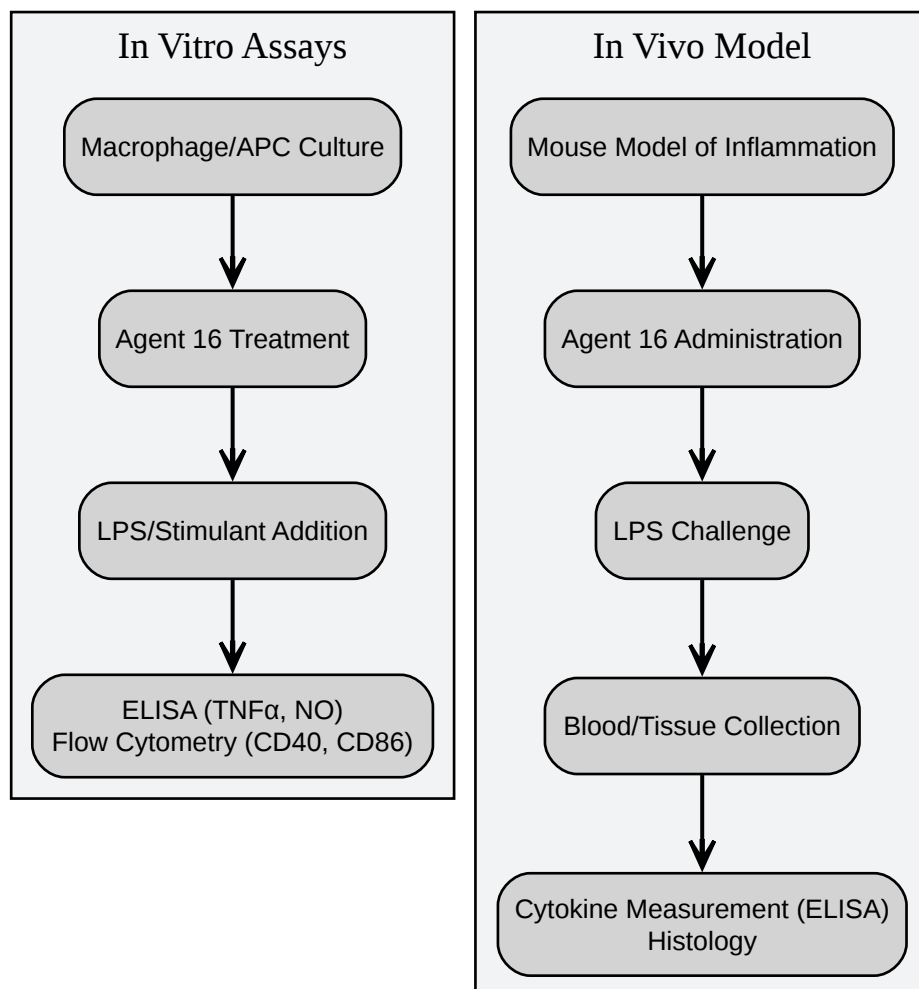 In Vitro Assays
Macrophage/APC Culture
Agent 16 Treatment
LPS/Stimulant Addition
ELISA (TNFα, NO)
Flow Cytometry (CD40, CD86)
In Vivo Model
Mouse Model of Inflammation
Agent 16 Administration
LPS Challenge
Blood/Tissue Collection
Cytokine Measurement (ELISA)
Histology